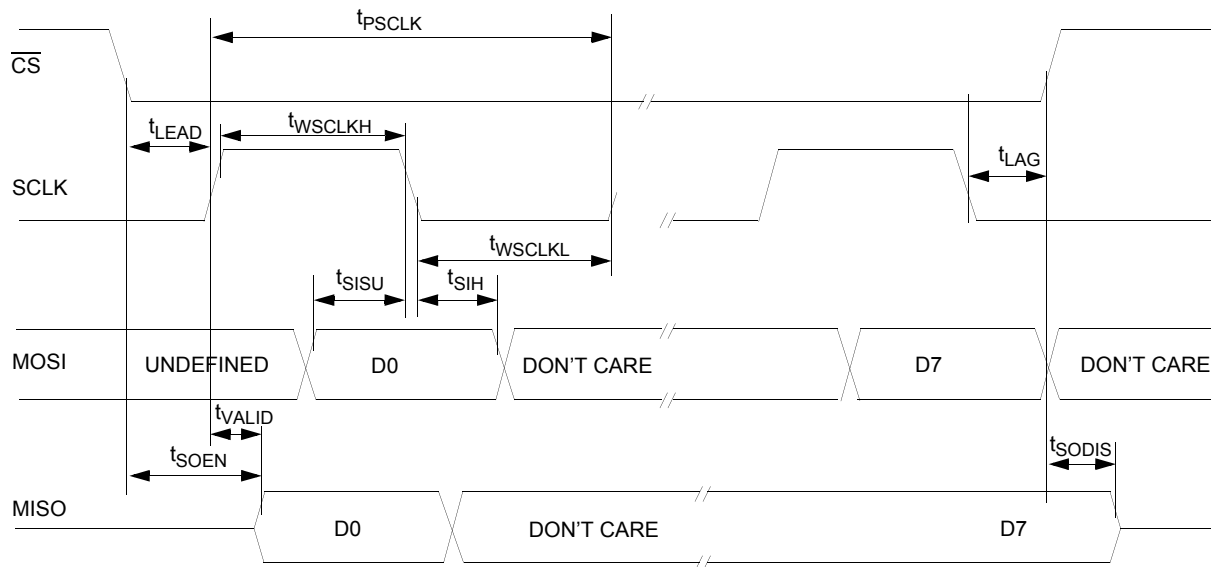 tPSCLK
CS
tLEAD
tWSCLKH
tLAG
SCLK
tWSCLKL
tSISU
tSIH
MOSI
UNDEFINED
D0
DON'T CARE
D7
DON'T CARE
tVALID
tSOEN
tSODIS
MISO
D0
DON'T CARE
D7